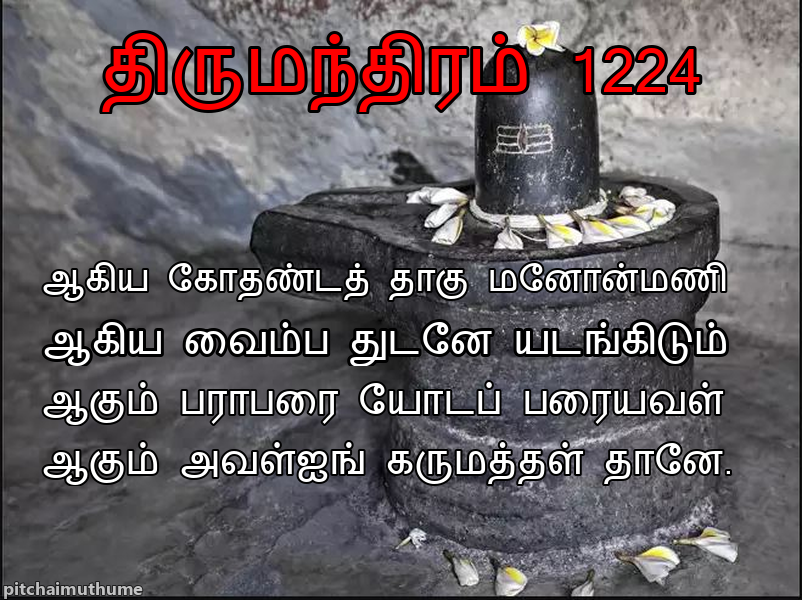 திருமந்திரம் 1224
ஆகிய கோதண்டத் தாகு மனோன்மணி
ஆகிய வைம்ப துடனே யடங்கிடும்
ஆகும் பராபரை யோடப் பரையவள்
ஆகும் அவள்ஐங் கருமத்தள் தானே.
pitchaimuthume